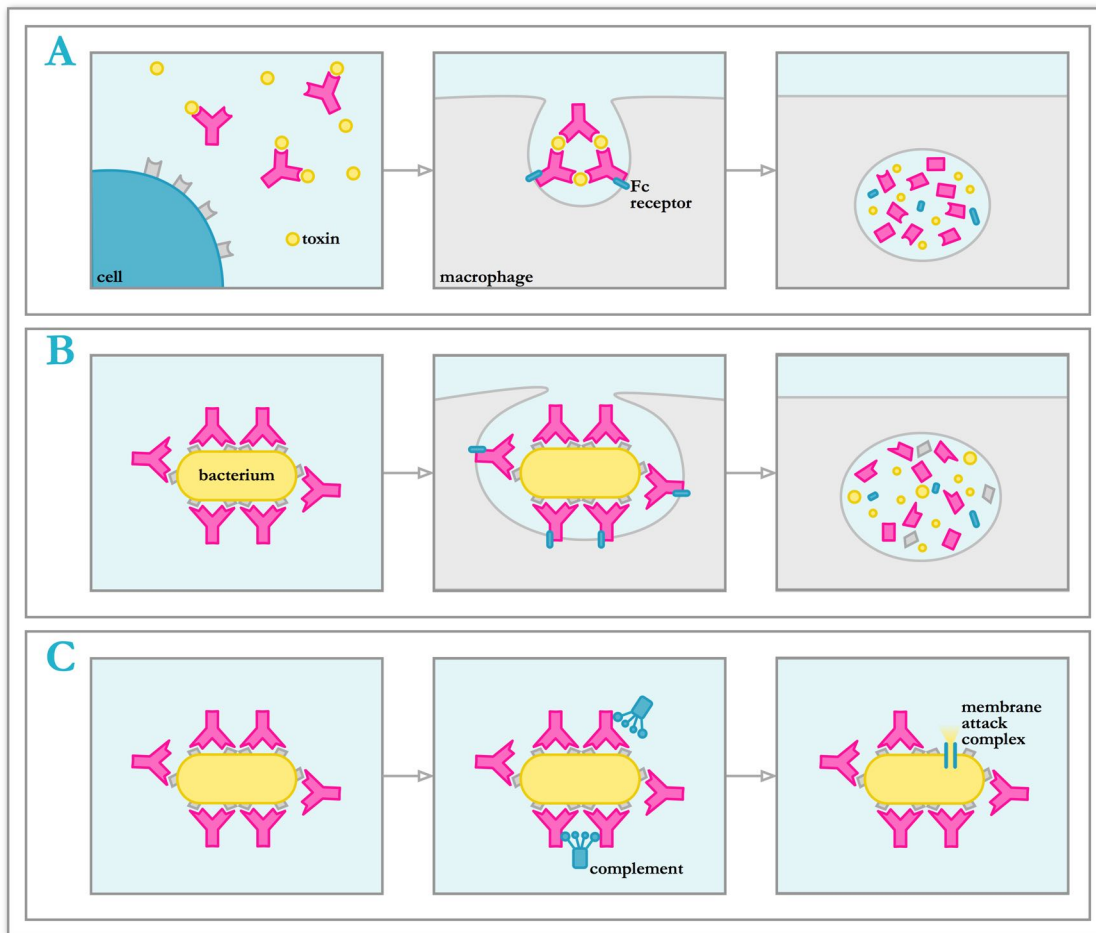 A
toxin
cell
Fc
receptor
macrophage
B
bacterium
C
complement
membrane
attack
complex